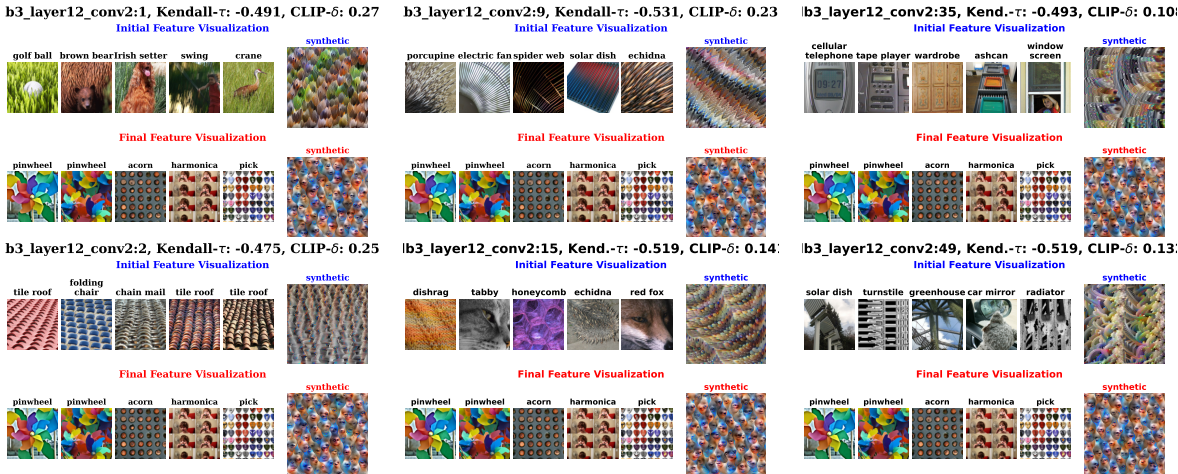 b3_layer12_conv2:1, Kendall-τ: -0.491, CLIP-δ: 0.27
Initial Feature Visualization
synthetic
golf ball brown bear Irish setter swing crane
Final Feature Visualization
synthetic
pinwheel pinwheel acorn harmonica pick
b3_layer12_conv2:9, Kendall-τ: -0.531, CLIP-δ: 0.23
Initial Feature Visualization
synthetic
porcupine electric fan spider web solar dish echidna
Final Feature Visualization
synthetic
pinwheel pinwheel acorn harmonica pick
lb3_layer12_conv2:35, Kend.-τ: -0.493, CLIP-δ: 0.108
Initial Feature Visualization
synthetic
cellular telephone tape player wardrobe ashcan window screen
09:27
Final Feature Visualization
synthetic
pinwheel pinwheel acorn harmonica pick
b3_layer12_conv2:2, Kendall-τ: -0.475, CLIP-δ: 0.25
Initial Feature Visualization
synthetic
tile roof folding chair chain mail tile roof tile roof
Final Feature Visualization
synthetic
pinwheel pinwheel acorn harmonica pick
lb3_layer12_conv2:15, Kend.-τ: -0.519, CLIP-δ: 0.14
Initial Feature Visualization
synthetic
dishrag tabby honeycomb echidna red fox
Final Feature Visualization
synthetic
pinwheel pinwheel acorn harmonica pick
lb3_layer12_conv2:49, Kend.-τ: -0.519, CLIP-δ: 0.13
Initial Feature Visualization
synthetic
solar dish turnstile greenhouse car mirror radiator
Final Feature Visualization
synthetic
pinwheel pinwheel acorn harmonica pick